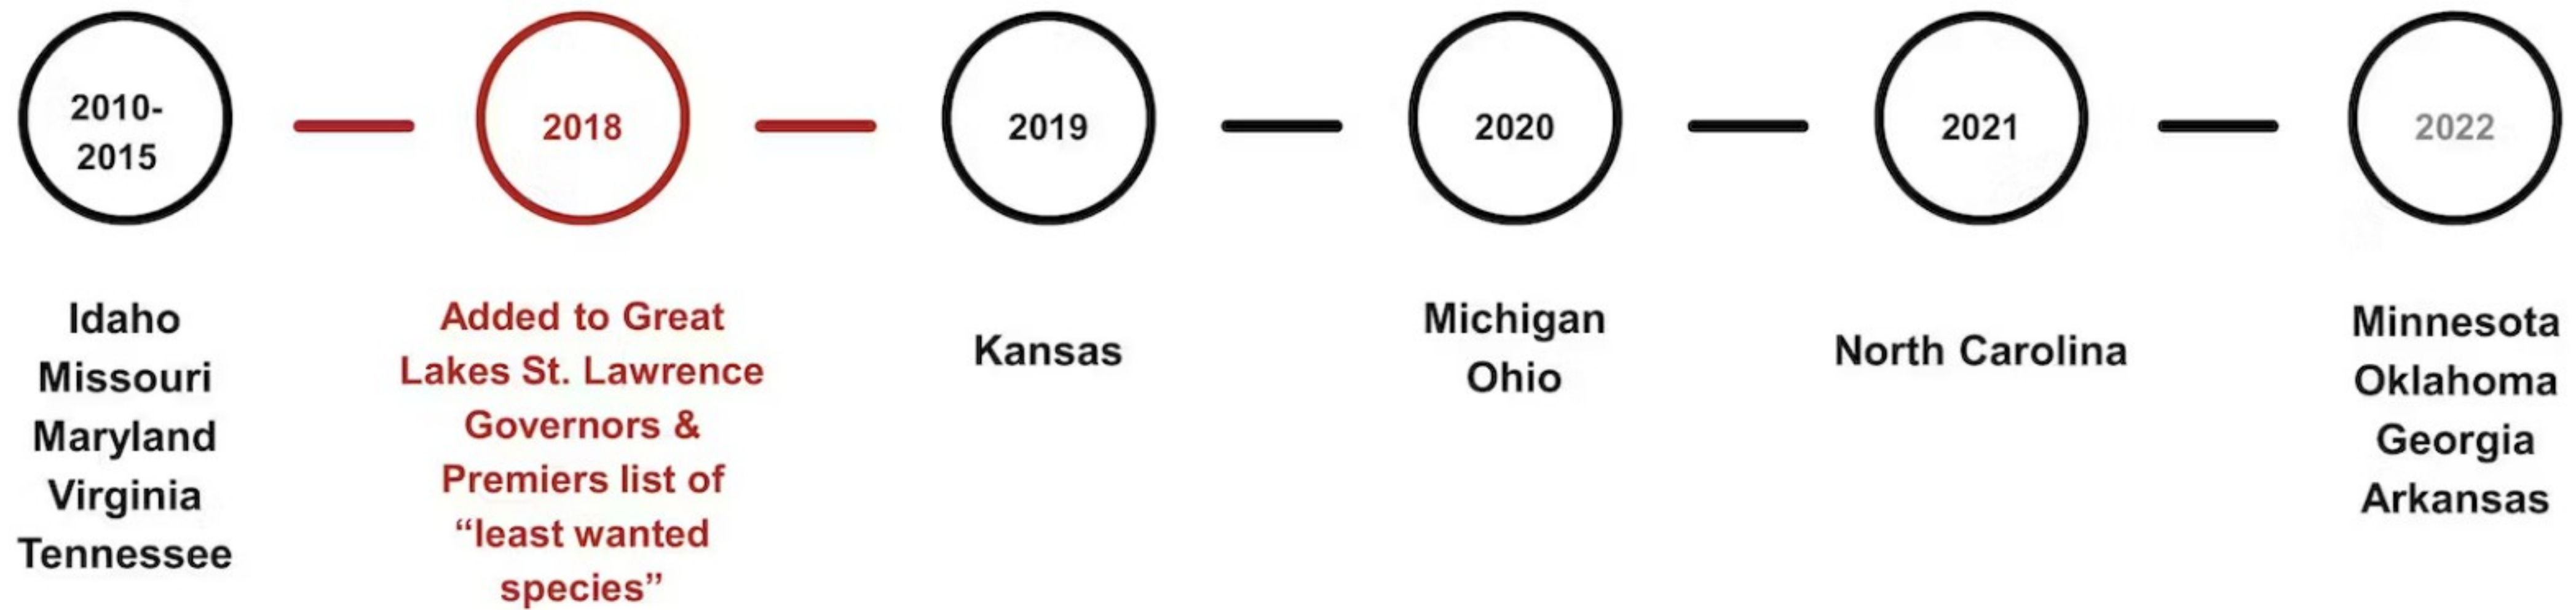 2010-
2015
2018
2019
2020
2021
2022
Idaho
Missouri
Maryland
Virginia
Tennessee
Added to Great
Lakes St. Lawrence
Governors &
Premiers list of
“least wanted
species”
Kansas
Michigan
Ohio
North Carolina
Minnesota
Oklahoma
Georgia
Arkansas